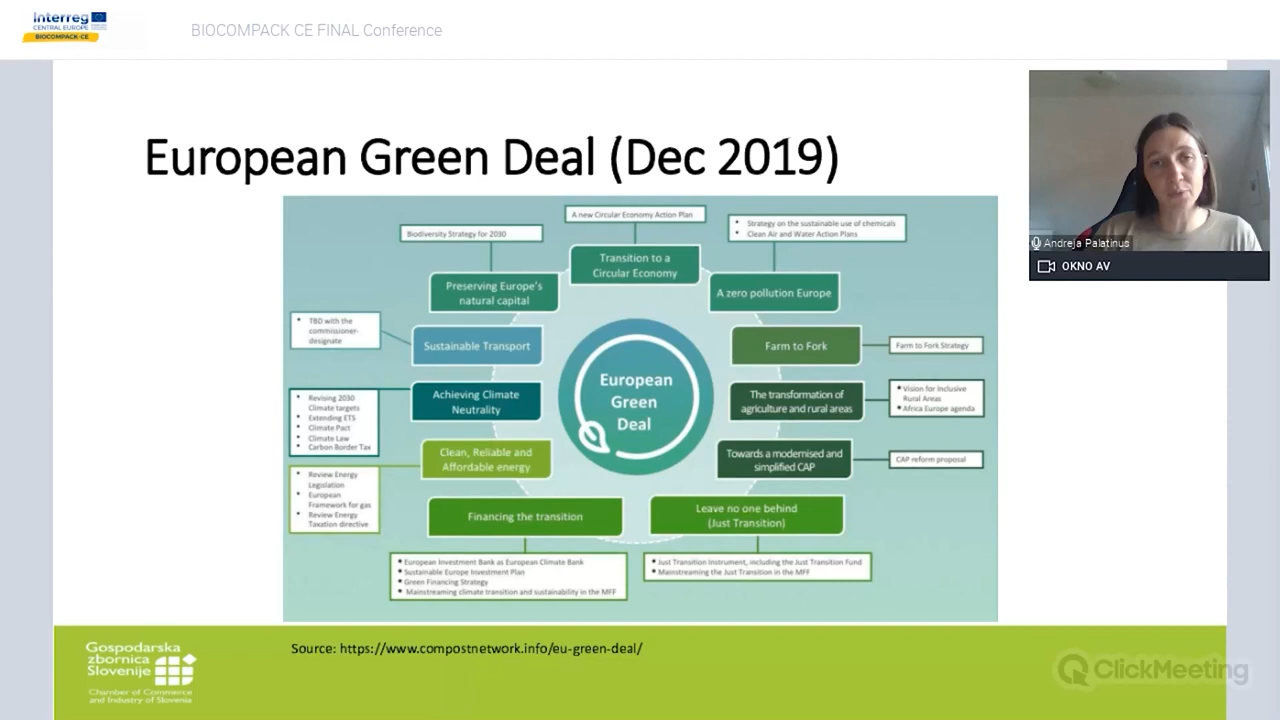 Interreg
CENTRAL EUROPE
BIOCOMPACK-CE
BIOCOMPACK CE FINAL Conference
European Green Deal (Dec 2019)
Andreja Palatinus
OKNO AV
A new Circular Economy Action Plan
Biodiversity Strategy for 2030
• Strategy on the sustainable use of chemicals
• Clean Air and Water Action Plans
Transition to a
Circular Economy
Preserving Europe's
natural capital
A zero pollution Europe
• TBD with the
commissioner-
designate
Sustainable Transport
Farm to Fork
Farm to Fork Strategy
European
Green
Deal
• Revising 2030
Climate targets
• Extending ETS
• Climate Pact
• Climate Law
• Carbon Border Tax
Achieving Climate
Neutrality
The transformation of
agriculture and rural areas
• Vision for Inclusive
Rural Areas
• Africa Europe agenda
Clean, Reliable and
Affordable energy
Towards a modernised and
simplified CAP
CAP reform proposal
• Review Energy
Legislation
• European
Framework for gas
• Review Energy
Taxation directive
Financing the transition
Leave no one behind
(Just Transition)
• European Investment Bank as European Climate Bank
• Sustainable Europe Investment Plan
• Green Financing Strategy
• Mainstreaming climate transition and sustainability in the MFF
• Just Transition Instrument, including the Just Transition Fund
• Mainstreaming the Just Transition in the MFF
Source: https://www.compostnetwork.info/eu-green-deal/
Gospodarska
zbornica
Slovenije
Chamber of Commerce
and Industry of Slovenia
ClickMeeting